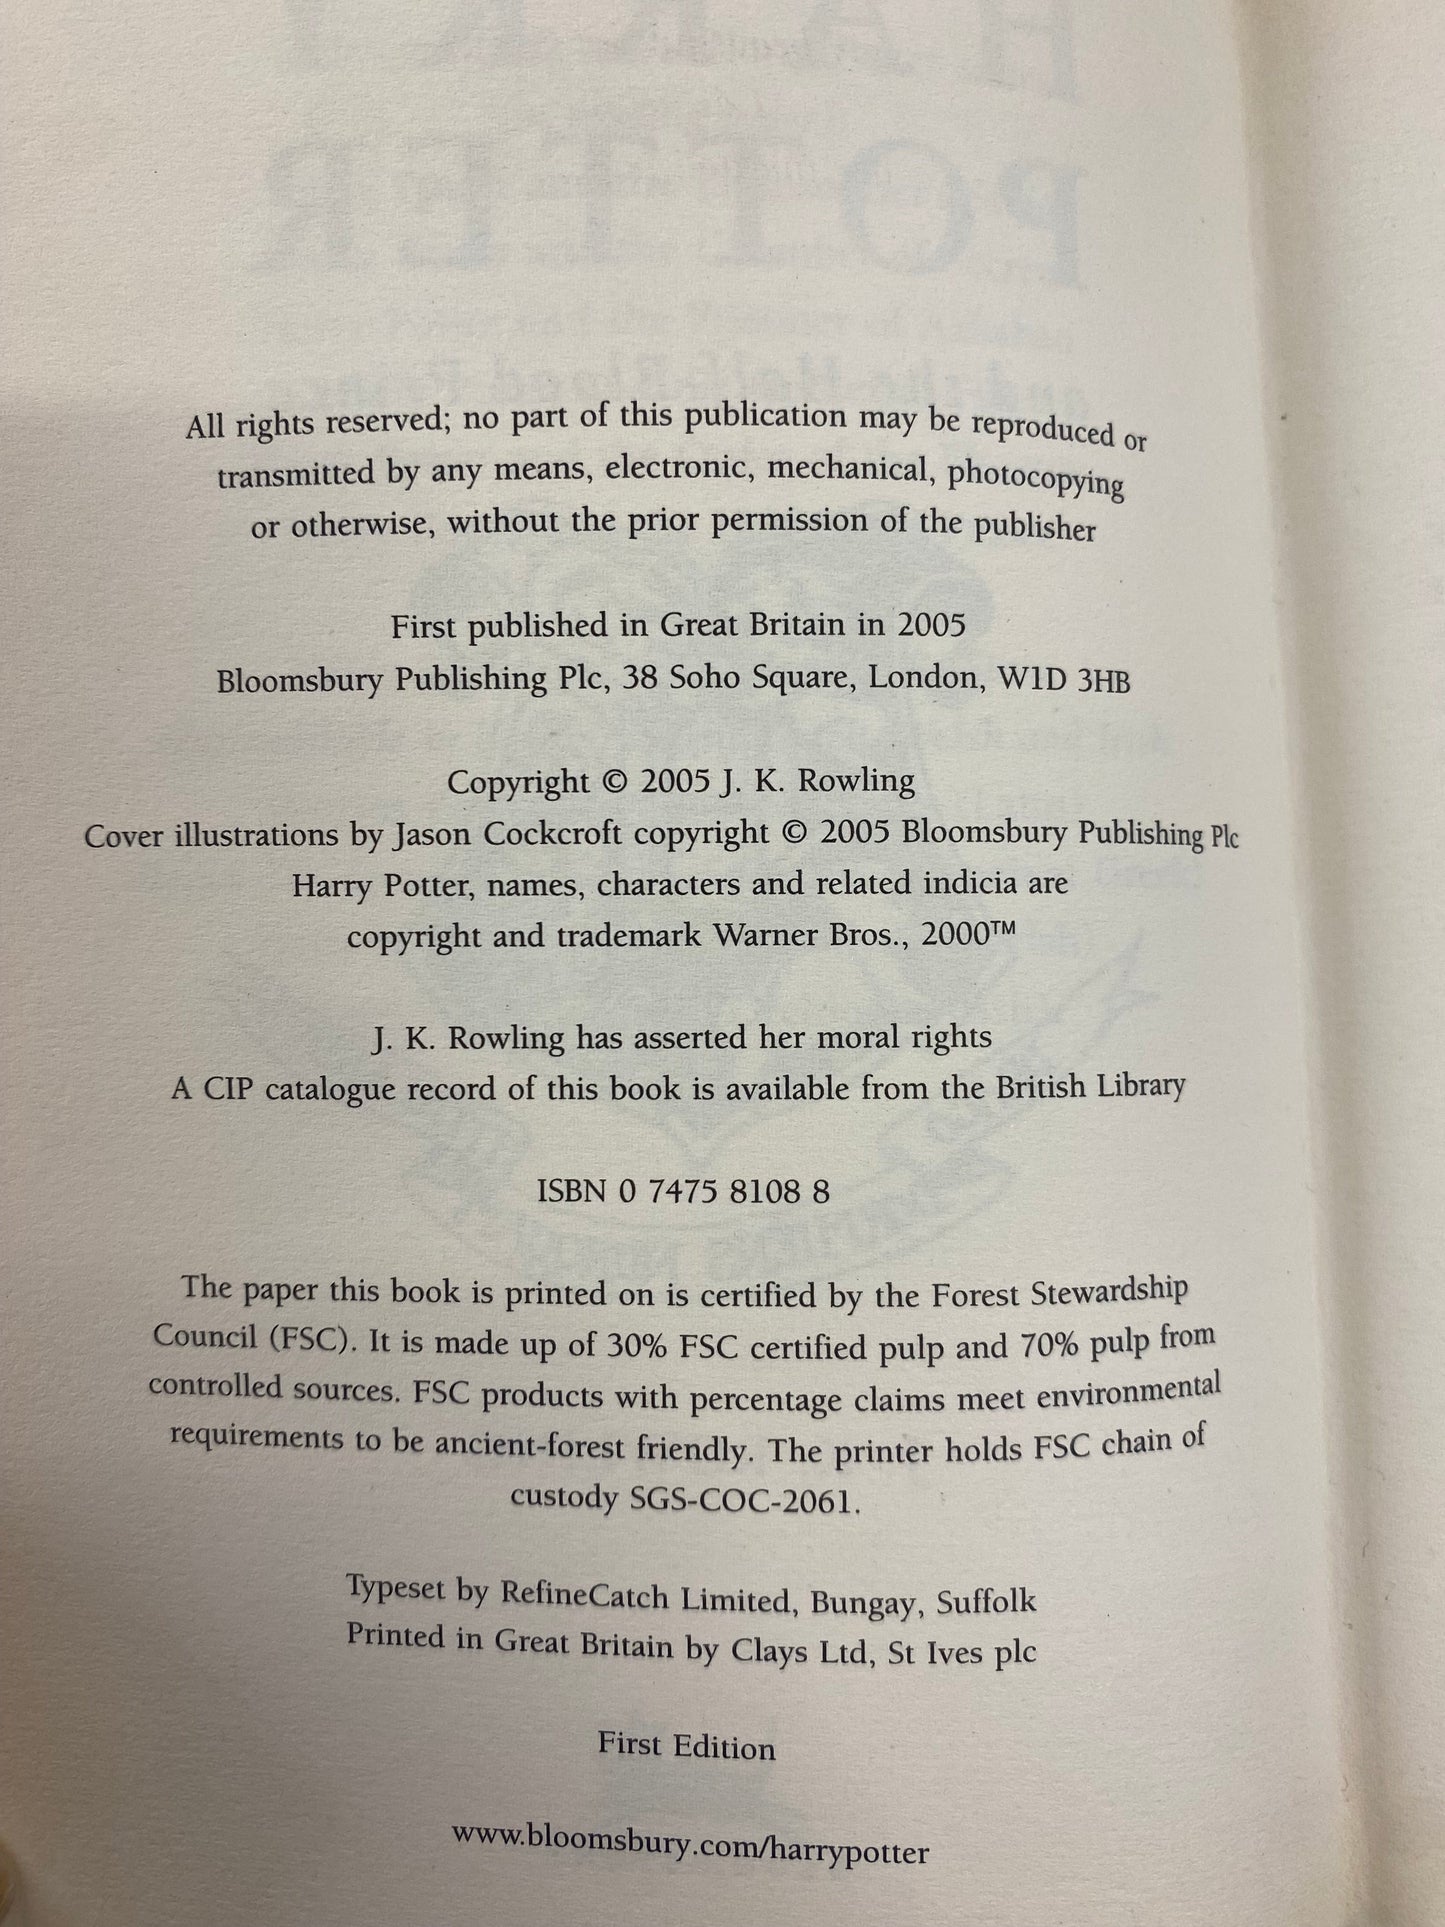 All rights reserved; no part of this publication may be reproduced or
transmitted by any means, electronic, mechanical, photocopying
or otherwise, without the prior permission of the publisher
First published in Great Britain in 2005
Bloomsbury Publishing Plc, 38 Soho Square, London, W1D 3HB
Copyright © 2005 J. K. Rowling
Cover illustrations by Jason Cockcroft copyright © 2005 Bloomsbury Publishing Plc
Harry Potter, names, characters and related indicia are
copyright and trademark Warner Bros., 2000™
J. K. Rowling has asserted her moral rights
A CIP catalogue record of this book is available from the British Library
ISBN 0 7475 8108 8
The paper this book is printed on is certified by the Forest Stewardship
Council (FSC). It is made up of 30% FSC certified pulp and 70% pulp from
controlled sources. FSC products with percentage claims meet environmental
requirements to be ancient-forest friendly. The printer holds FSC chain of
custody SGS-COC-2061.
Typeset by RefineCatch Limited, Bungay, Suffolk
Printed in Great Britain by Clays Ltd, St Ives plc
First Edition
www.bloomsbury.com/harrypotter